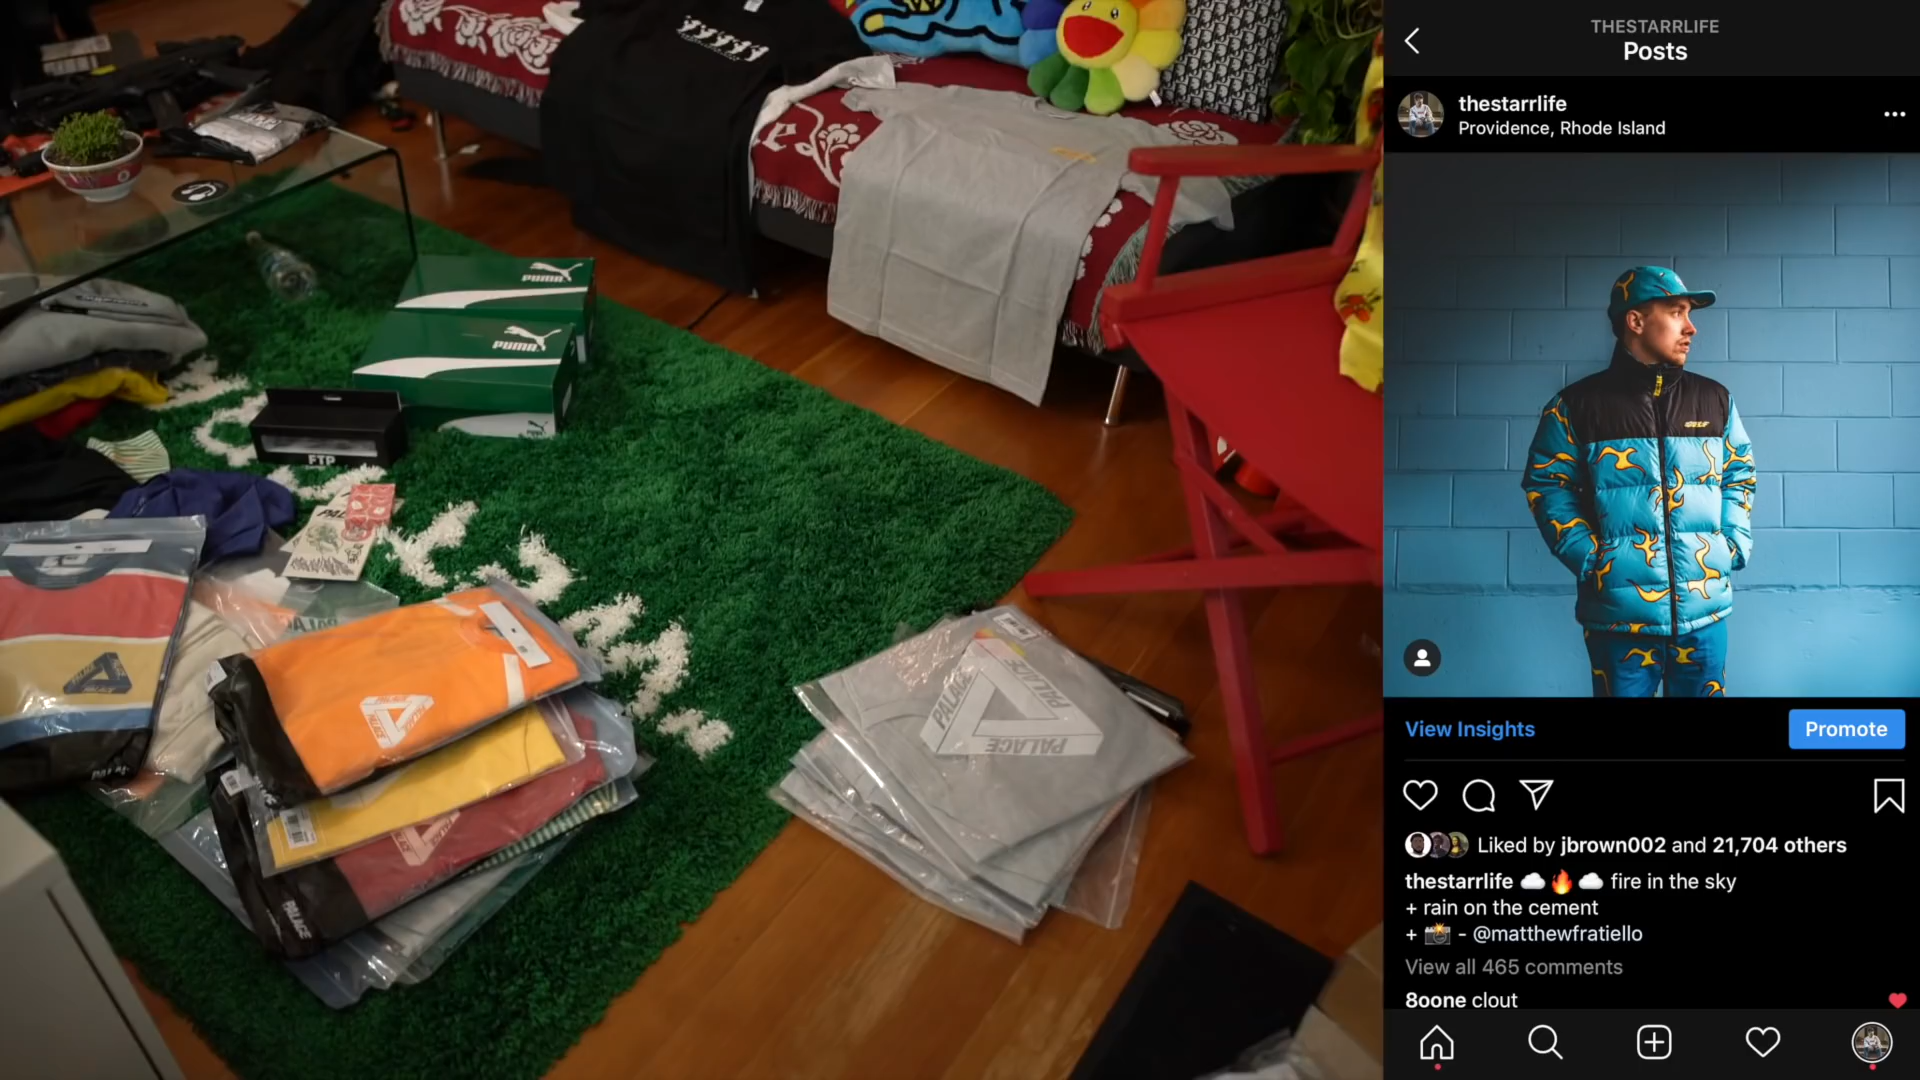 PUMA
PUMA
FTP
PALACE
PALACE
PALACE
PALACE
THESTARRLIFE
Posts
thestarrlife
Providence, Rhode Island
View Insights
Promote
Liked by jbrown002 and 21,704 others
thestarrlife ☁️🔥☁️ fire in the sky
+ rain on the cement
+ 📸 - @matthewfratiello
View all 465 comments
8oone clout